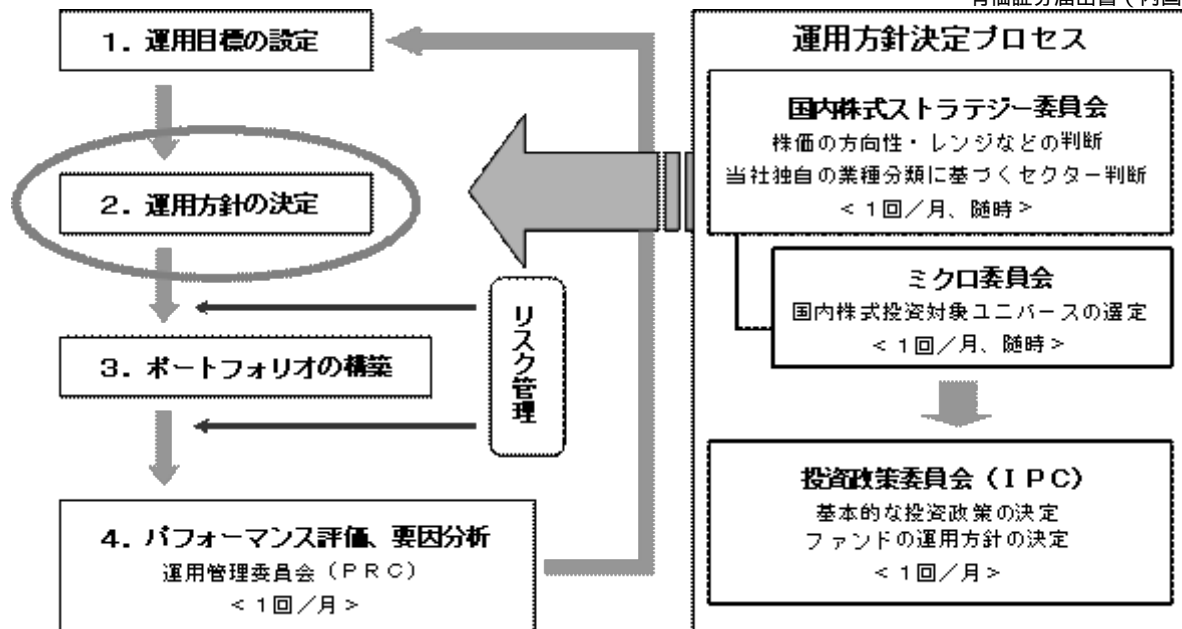 有価証券届出書（内国
1．運用目標の設定
2．運用方針の決定
3．ポートフォリオの構築
4．パフォーマンス評価、要因分析
運用管理委員会（ＰＲＣ）
＜１回／月＞
リスク管理
運用方針決定プロセス
国内株式ストラテジー委員会
株価の方向性・レンジなどの判断
当社独自の業種分類に基づくセクター判断
＜１回／月、随時＞
ミクロ委員会
国内株式投資対象ユニバースの選定
＜１回／月、随時＞
投資政策委員会（ＩＰＣ）
基本的な投資政策の決定
ファンドの運用方針の決定
＜１回／月＞